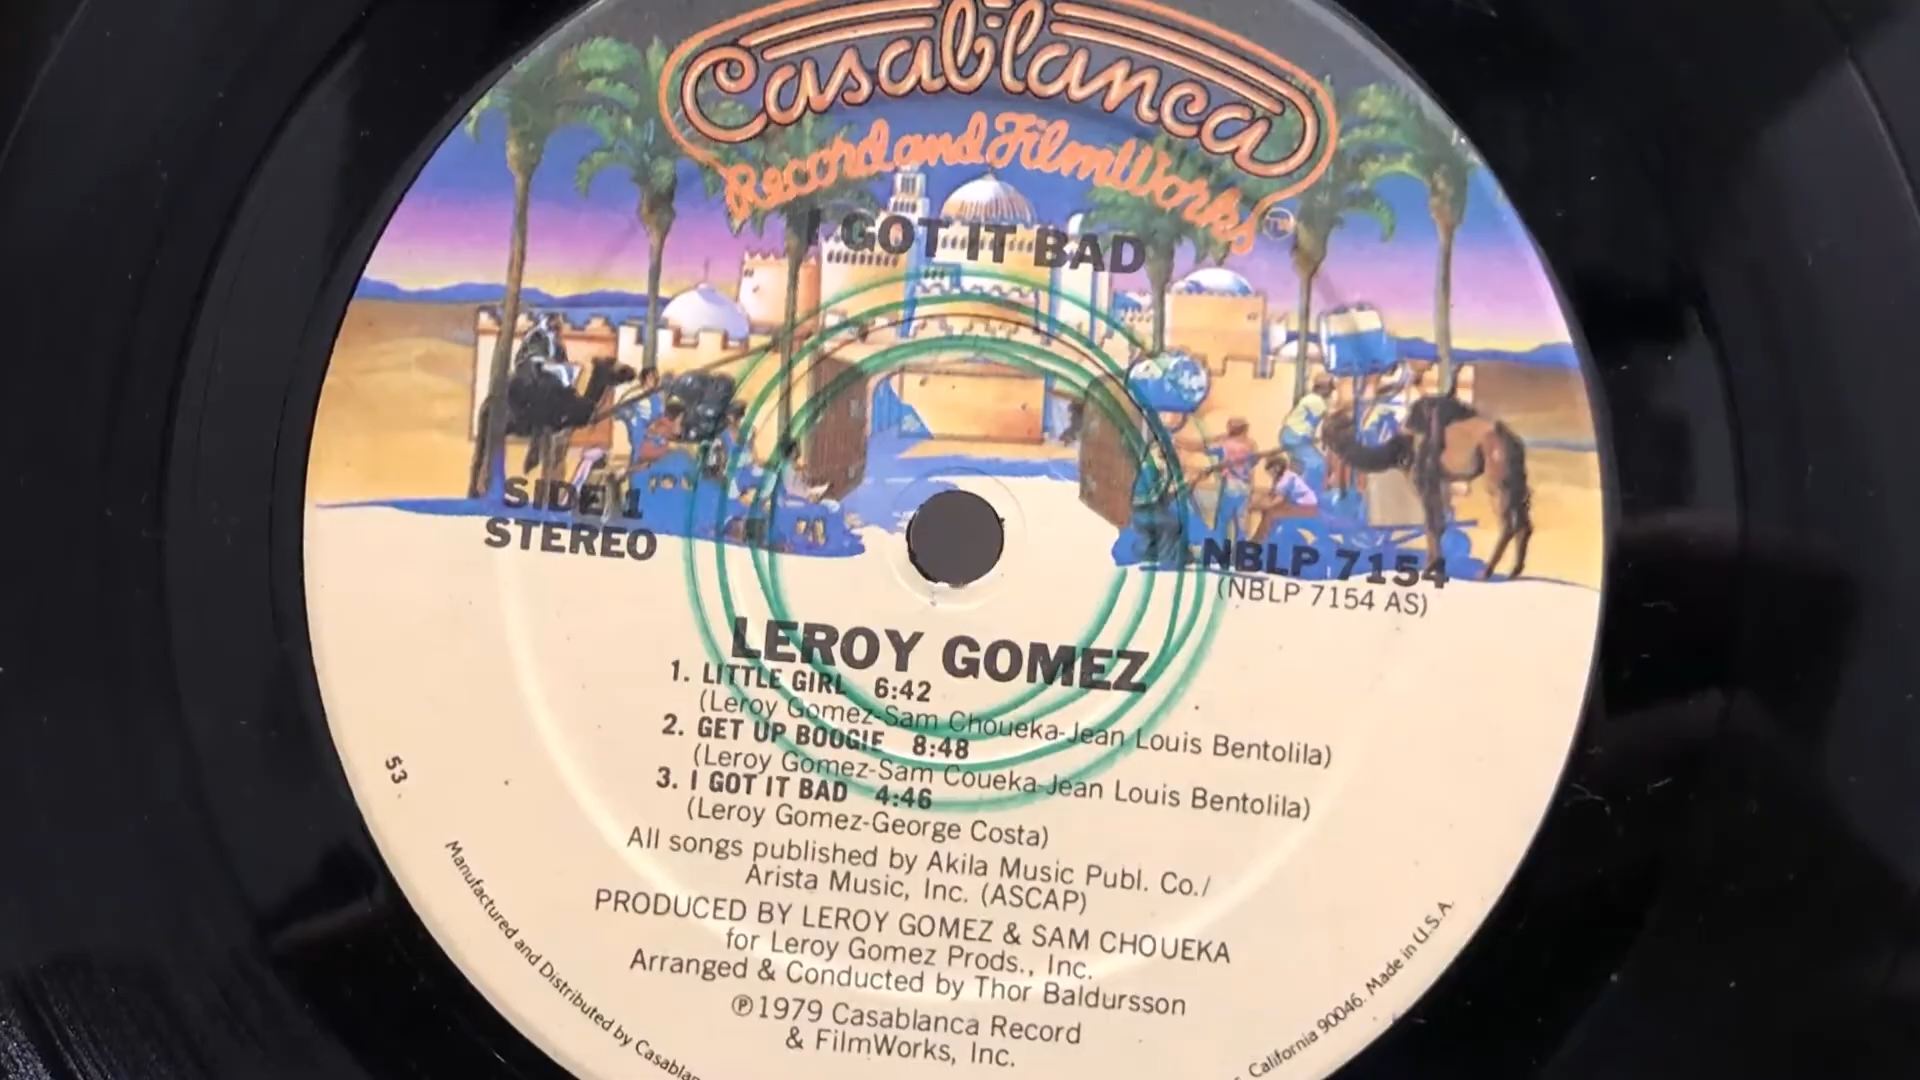 Casablanca
Record and FilmWorks
TM
I GOT IT BAD
SIDE 1
STEREO
NBLP 7154
(NBLP 7154 AS)
LEROY GOMEZ
1. LITTLE GIRL 6:42
(Leroy Gomez-Sam Choueka-Jean Louis Bentolila)
2. GET UP BOOGIE 8:48
(Leroy Gomez-Sam Coueka-Jean Louis Bentolila)
3. I GOT IT BAD 4:46
(Leroy Gomez-George Costa)
All songs published by Akila Music Publ. Co./
Arista Music, Inc. (ASCAP)
PRODUCED BY LEROY GOMEZ & SAM CHOUEKA
for Leroy Gomez Prods., Inc.
Arranged & Conducted by Thor Baldursson
℗1979 Casablanca Record
& FilmWorks, Inc.
53
Manufactured and Distributed by Casablan
California 90046. Made in U.S.A.